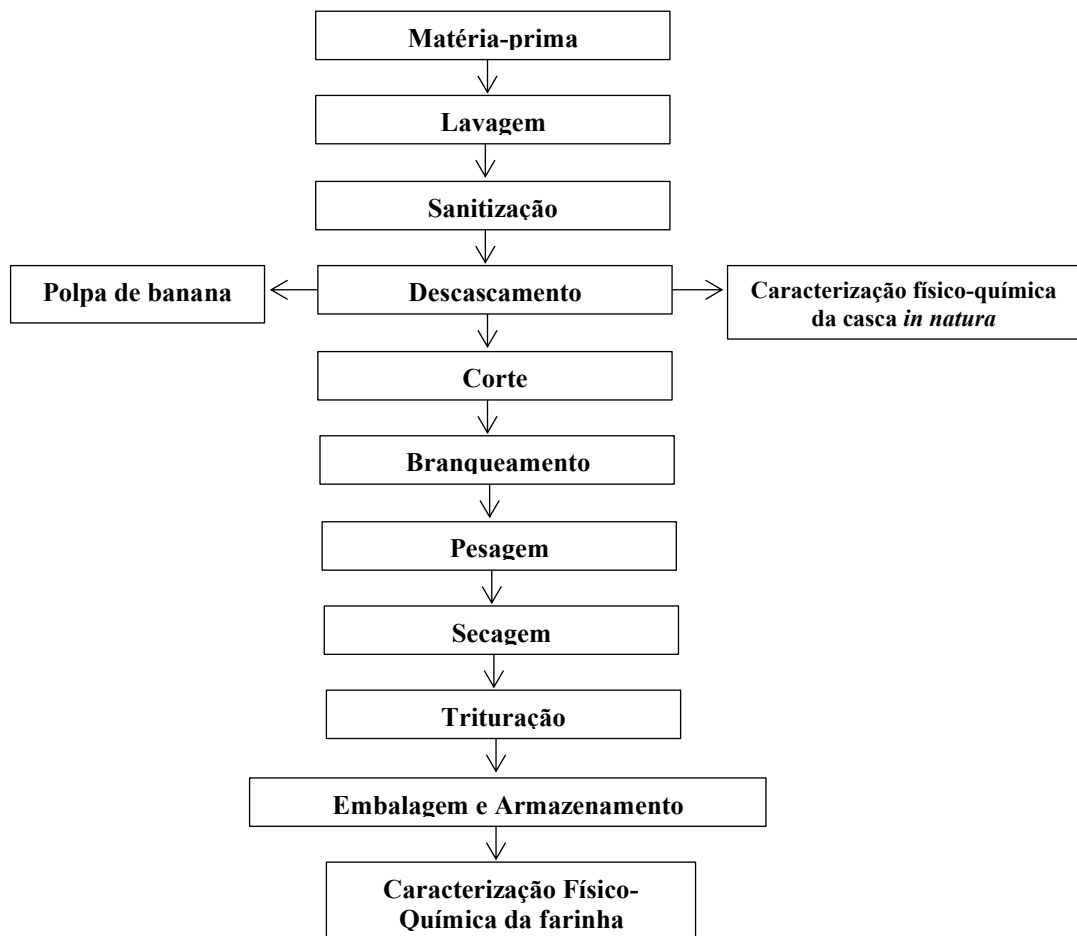 Matéria-prima
Lavagem
Sanitização
Polpa de banana
Descascamento
Caracterização físico-química
da casca in natura
Corte
Branqueamento
Pesagem
Secagem
Trituração
Embalagem e Armazenamento
Caracterização Físico-
Química da farinha